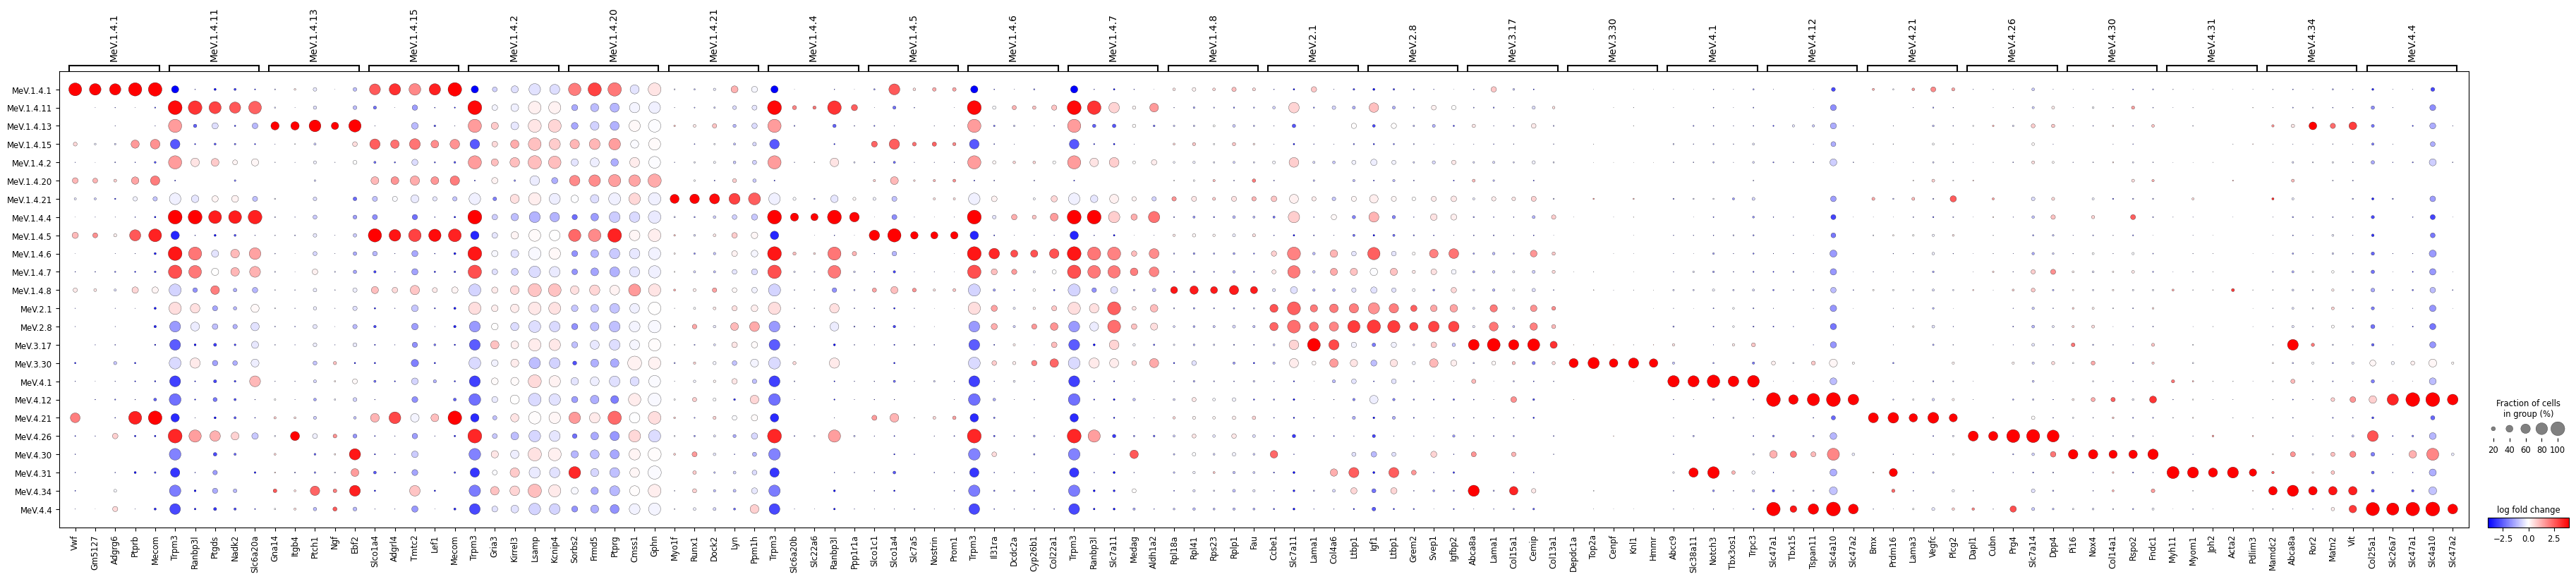 MeV.1.4.1 MeV.1.4.11 MeV.1.4.13 MeV.1.4.15 MeV.1.4.2 MeV.1.4.20 MeV.1.4.21 MeV.1.4.4 MeV.1.4.5 MeV.1.4.6 MeV.1.4.7 MeV.1.4.8 MeV.2.1 MeV.2.8 MeV.3.17 MeV.3.30 MeV.4.1 MeV.4.12 MeV.4.21 MeV.4.26 MeV.4.30 MeV.4.31 MeV.4.34 MeV.4.4
MeV.1.4.1
MeV.1.4.11
MeV.1.4.13
MeV.1.4.15
MeV.1.4.2
MeV.1.4.20
MeV.1.4.21
MeV.1.4.4
MeV.1.4.5
MeV.1.4.6
MeV.1.4.7
MeV.1.4.8
MeV.2.1
MeV.2.8
MeV.3.17
MeV.3.30
MeV.4.1
MeV.4.12
MeV.4.21
MeV.4.26
MeV.4.30
MeV.4.31
MeV.4.34
MeV.4.4
Vwf Gm5127 Adgrg6 Ptprb Mecom Trpm3 Ranbp3l Ptgds Nadk2 Slc6a20a Gna14 Itgb4 Ptch1 Ngf Ebf2 Slco1a4 Adgrl4 Tmtc2 Lef1 Mecom Trpm3 Gria3 Kirrel3 Lsamp Kcnip4 Sorbs2 Frmd5 Ptprg Cmss1 Gphn Myo1f Runx1 Dock2 Lyn Ppm1h Trpm3 Slc6a20b Slc22a6 Ranbp3l Ppp1r1a Slco1c1 Slco1a4 Slc7a5 Nostrin Prom1 Trpm3 Il31ra Dcdc2a Cyp26b1 Col22a1 Trpm3 Ranbp3l Slc7a11 Medag Aldh1a2 Rpl18a Rpl41 Rps23 Rplp1 Fau Ccbe1 Slc7a11 Lama1 Col4a6 Ltbp1 Igf1 Ltbp1 Grem2 Svep1 Igfbp2 Abca8a Lama1 Col15a1 Cemip Col13a1 Depdc1a Top2a Cenpf Knl1 Hmmr Abcc9 Slc38a11 Notch3 Tbx3os1 Trpc3 Slc47a1 Tbx15 Tspan11 Slc4a10 Slc47a2 Bmx Prdm16 Lama3 Vegfc Plcg2 Dapl1 Cubn Prg4 Slc7a14 Dpp4 Pi16 Nox4 Col14a1 Rspo2 Fndc1 Myh11 Myom1 Jph2 Acta2 Pdlim3 Mamdc2 Abca8a Ror2 Matn2 Vit Col25a1 Slc26a7 Slc47a1 Slc4a10 Slc47a2
Fraction of cells
in group (%)
20 40 60 80 100
log fold change
−2.5 0.0 2.5